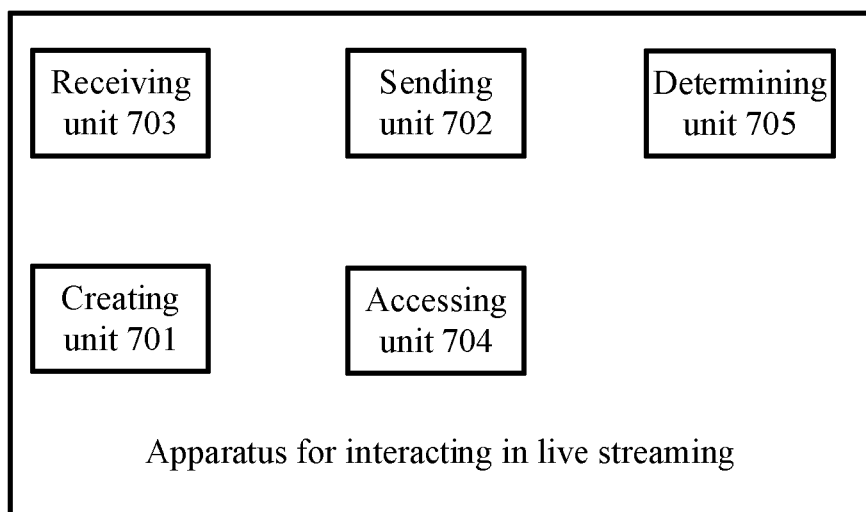 Receiving
unit 703
Sending
unit 702
Determining
unit 705
Creating
unit 701
Accessing
unit 704
Apparatus for interacting in live streaming